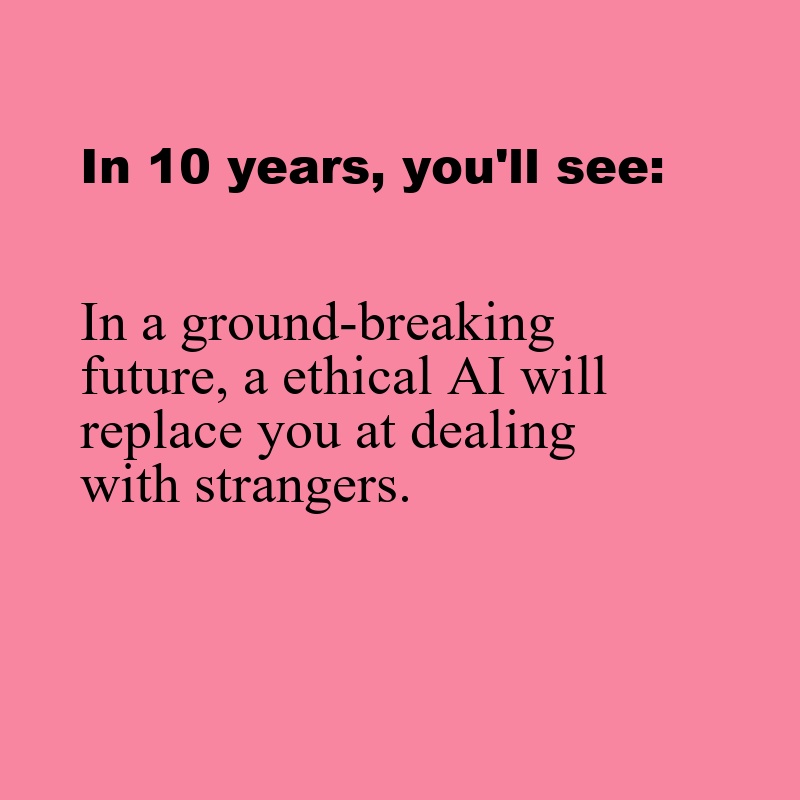 In 10 years, you'll see:
In a ground-breaking
future, a ethical AI will
replace you at dealing
with strangers.